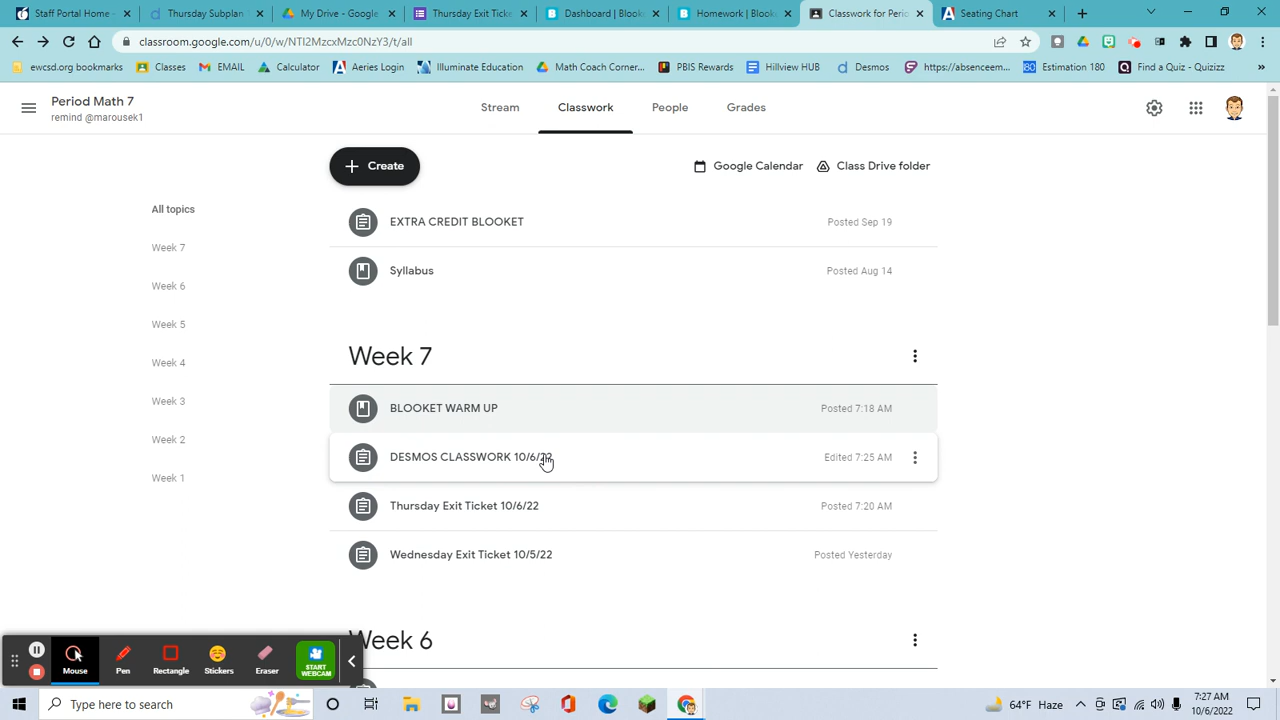 Staff Forms - C
Thursday Subplan
My Drive - Goo
Thursday Exit Tick
Dashboard | Blook
Homework | Blook
Classwork for Peri
Seating Chart
classroom.google.com/u/0/w/NTI2MzcxMzc0NzY3/t/all
ewcsd.org bookmarks
Classes
EMAIL
Calculator
Aeries Login
Illuminate Education
Math Coach Corner...
PBIS Rewards
Hillview HUB
Desmos
https://absenceem...
Estimation 180
Find a Quiz - Quizizz
Period Math 7
remind @marousek1
Stream
Classwork
People
Grades
Create
Google Calendar
Class Drive folder
All topics
Week 7
Week 6
Week 5
Week 4
Week 3
Week 2
Week 1
EXTRA CREDIT BLOOKET
Posted Sep 19
Syllabus
Posted Aug 14
Week 7
BLOOKET WARM UP
Posted 7:18 AM
DESMOS CLASSWORK 10/6/22
Edited 7:25 AM
Thursday Exit Ticket 10/6/22
Posted 7:20 AM
Wednesday Exit Ticket 10/5/22
Posted Yesterday
Week 6
Mouse
Pen
Rectangle
Stickers
Eraser
START
WEBCAM
Type here to search
64°F Haze
7:27 AM
10/6/2022